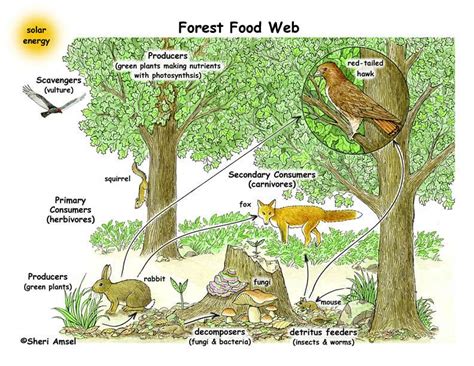 Forest Food Web
solar
energy
Producers
(green plants making nutrients
with photosynthsis)
red-tailed
hawk
Scavengers
(vulture)
squirrel
Secondary Consumers
(carnivores)
Primary
Consumers
(herbivores)
fox
Producers
(green plants)
rabbit
fungi
mouse
decomposers
(fungi & bacteria)
detritus feeders
(insects & worms)
©Sheri Amsel